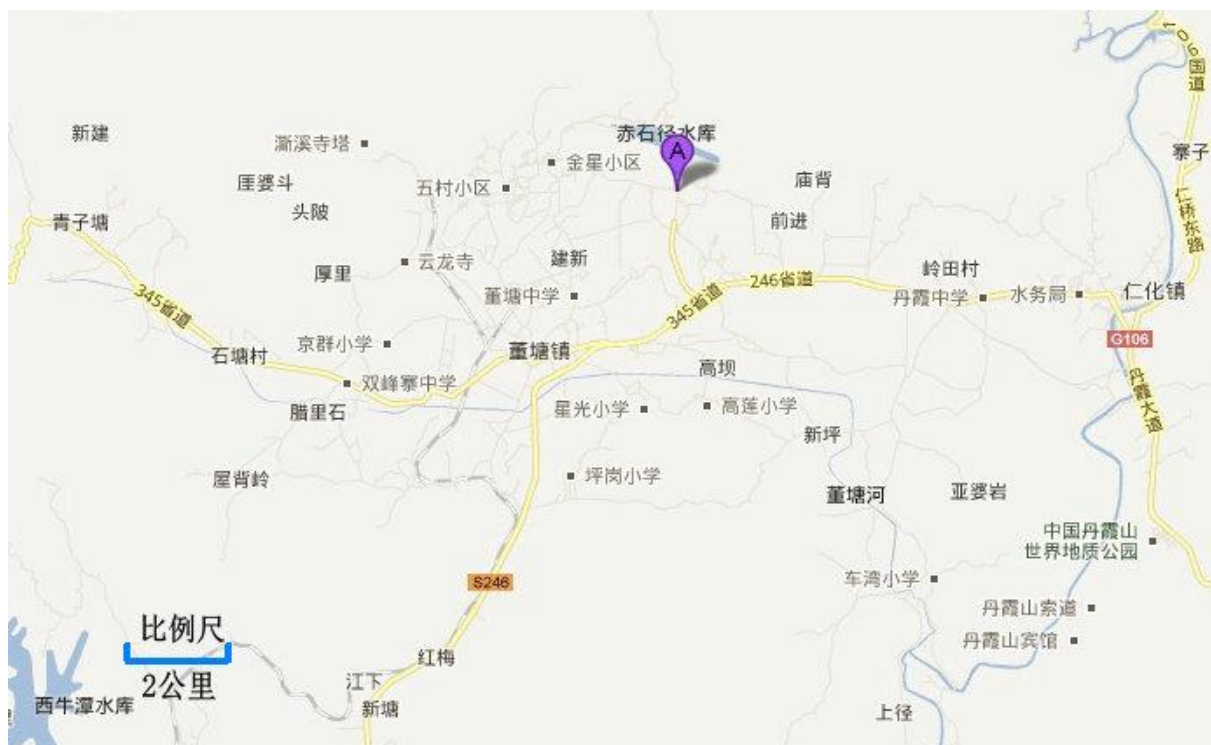 106国道
新建
澌溪寺塔
赤石径水库
A
金星小区
寨子
匪婆斗
五村小区
庙背
头陂
青子塘
前进
仁桥东路
云龙寺
建新
厚里
岭田村
246省道
345省道
董塘中学
丹霞中学
水务局
仁化镇
345省道
G106
京群小学
董塘镇
石塘村
高坝
双峰寨中学
丹霞大道
腊里石
星光小学
高莲小学
新坪
屋背岭
坪岗小学
董塘河
亚婆岩
中国丹霞山
世界地质公园
S246
车湾小学
丹霞山索道
比例尺
丹霞山宾馆
红梅
江下
2公里
西牛潭水库
新塘
上径